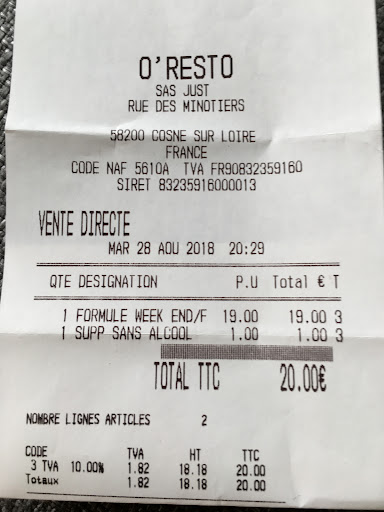 O'RESTO
SAS JUST
RUE DES MINOTIERS
58200 COSNE SUR LOIRE
FRANCE
CODE NAF 5610A TVA FR90832359160
SIRET 83235916000013
VENTE DIRECTE
MAR 28 AOU 2018 20:29
QTE DESIGNATION P.U Total € T
1 FORMULE WEEK END/F 19.00 19.00 3
1 SUPP SANS ALCOOL 1.00 1.00 3
TOTAL TTC 20.00€
NOMBRE LIGNES ARTICLES 2
CODE TVA HT TTC
3 TVA 10.00% 1.82 18.18 20.00
Totaux 1.82 18.18 20.00